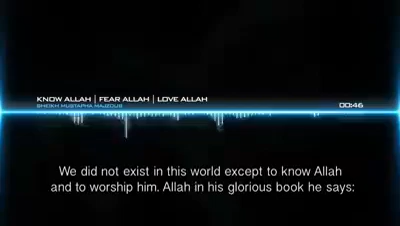 KNOW ALLAH | FEAR ALLAH | LOVE ALLAH
SHEIKH MUSTAPHA MAJZOUB
00:46
We did not exist in this world except to know Allah
and to worship him. Allah in his glorious book he says: